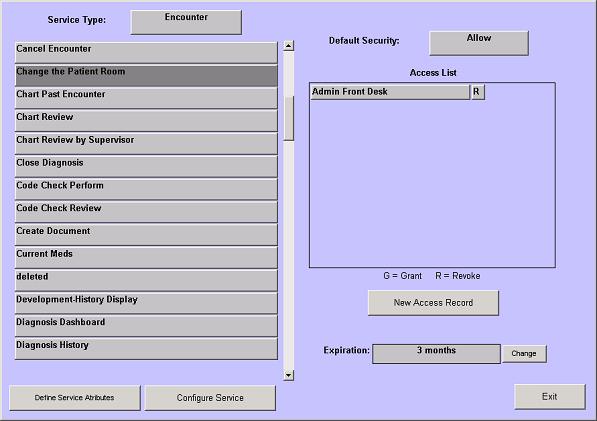 Service Type: Encounter
Cancel Encounter
Change the Patient Room
Chart Past Encounter
Chart Review
Chart Review by Supervisor
Close Diagnosis
Code Check Perform
Code Check Review
Create Document
Current Meds
deleted
Development-History Display
Diagnosis Dashboard
Diagnosis History
Define Service Atributes
Configure Service
Default Security: Allow
Access List
Admin Front Desk R
G = Grant R = Revoke
New Access Record
Expiration: 3 months Change
Exit